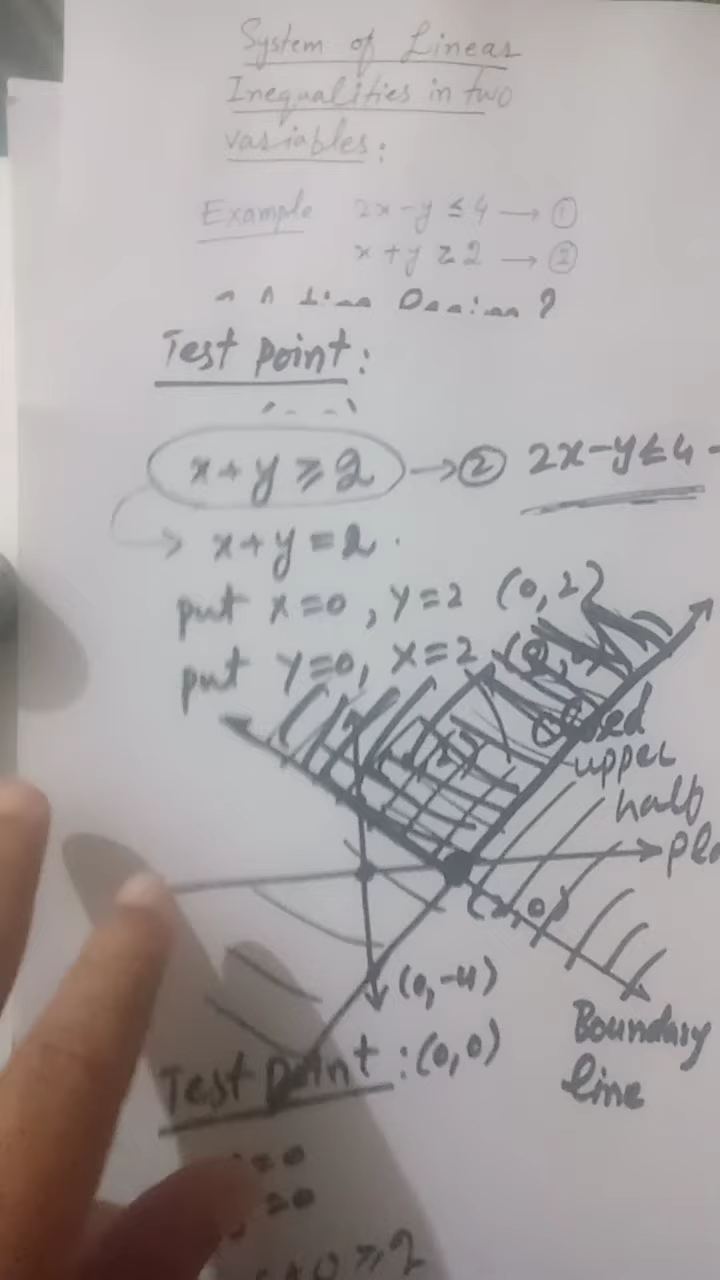 System of Linear
Inequalities in two
variables:
Example 2x-y ≤ 4 → ①
x + y ≥ 2 → ②
Test point:
x + y ≥ 2 → ② 2x-y≤4
→ x+y=2.
put x=0, y=2 (0,2)
put y=0, x=2
closed
upper
half
(2,0)
(0,-4)
Boundary
line
Test point : (0,0)